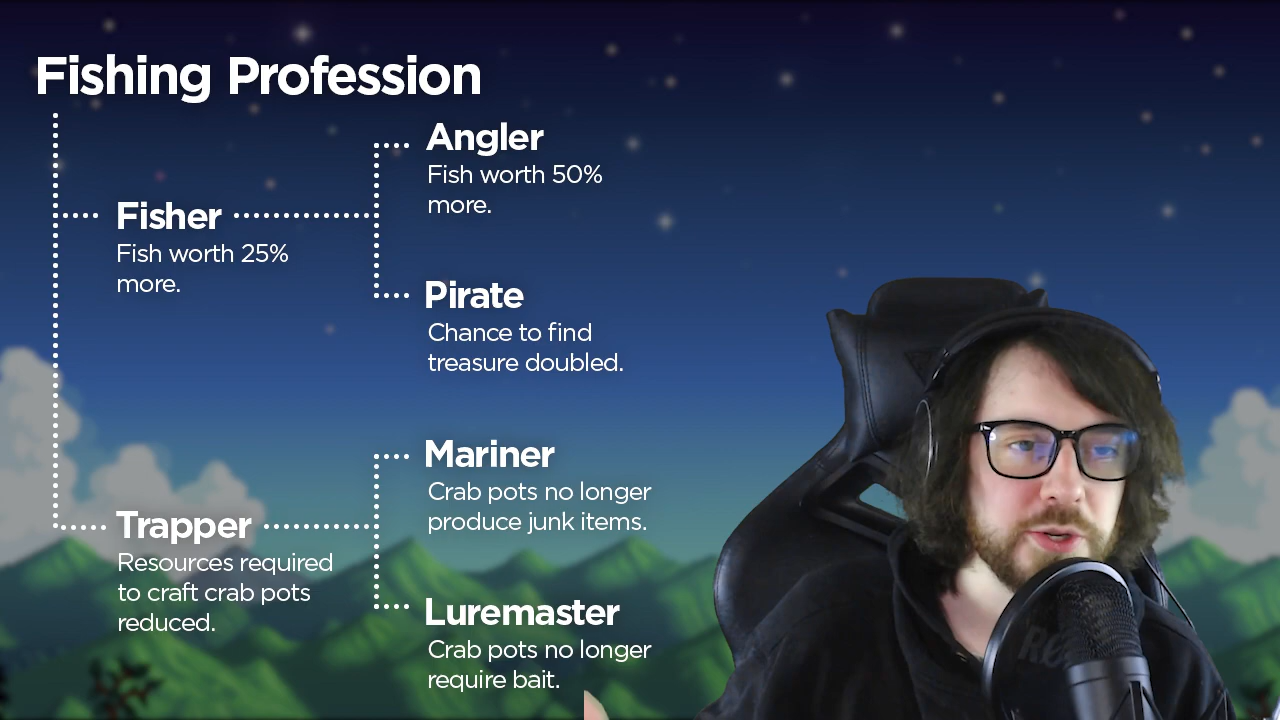 Fishing Profession
Fisher
Fish worth 25%
more.
Angler
Fish worth 50%
more.
Pirate
Chance to find
treasure doubled.
Trapper
Resources required
to craft crab pots
reduced.
Mariner
Crab pots no longer
produce junk items.
Luremaster
Crab pots no longer
require bait.